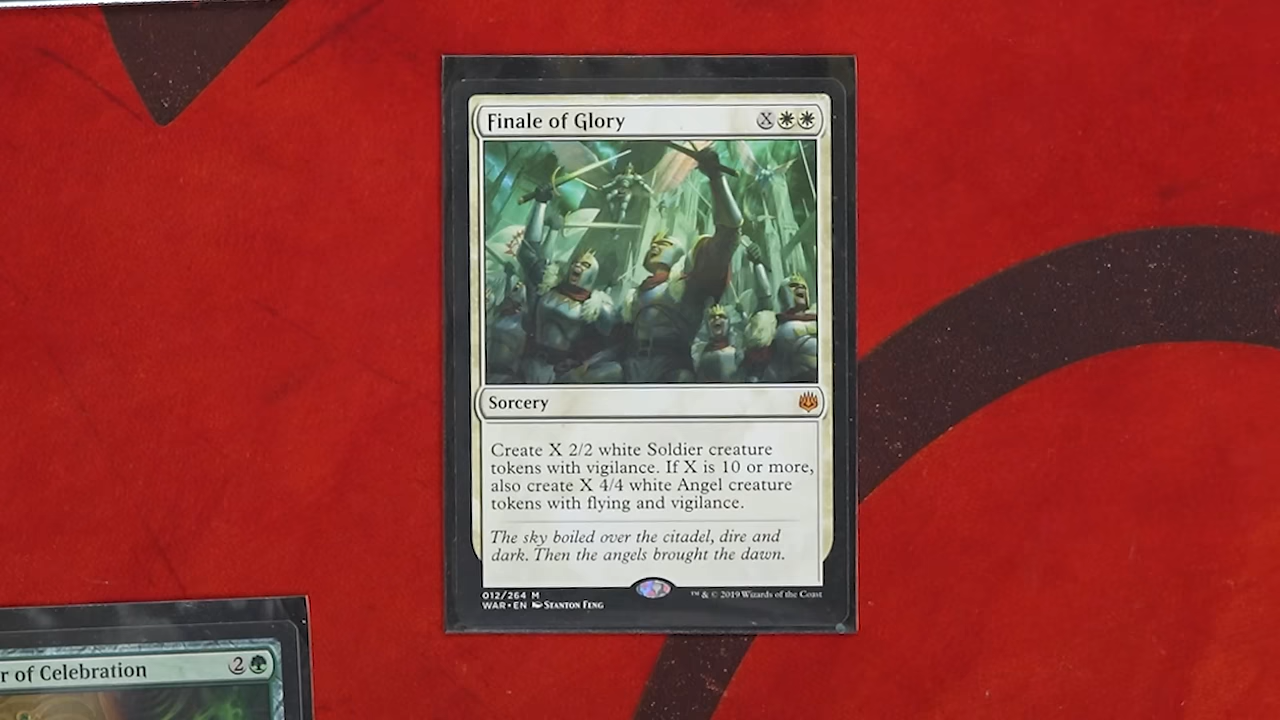 Finale of Glory X
Sorcery
Create X 2/2 white Soldier creature
tokens with vigilance. If X is 10 or more,
also create X 4/4 white Angel creature
tokens with flying and vigilance.
The sky boiled over the citadel, dire and
dark. Then the angels brought the dawn.
012/264 M
WAR • EN Stanton Feng
™ & © 2019 Wizards of the Coast
r of Celebration 2